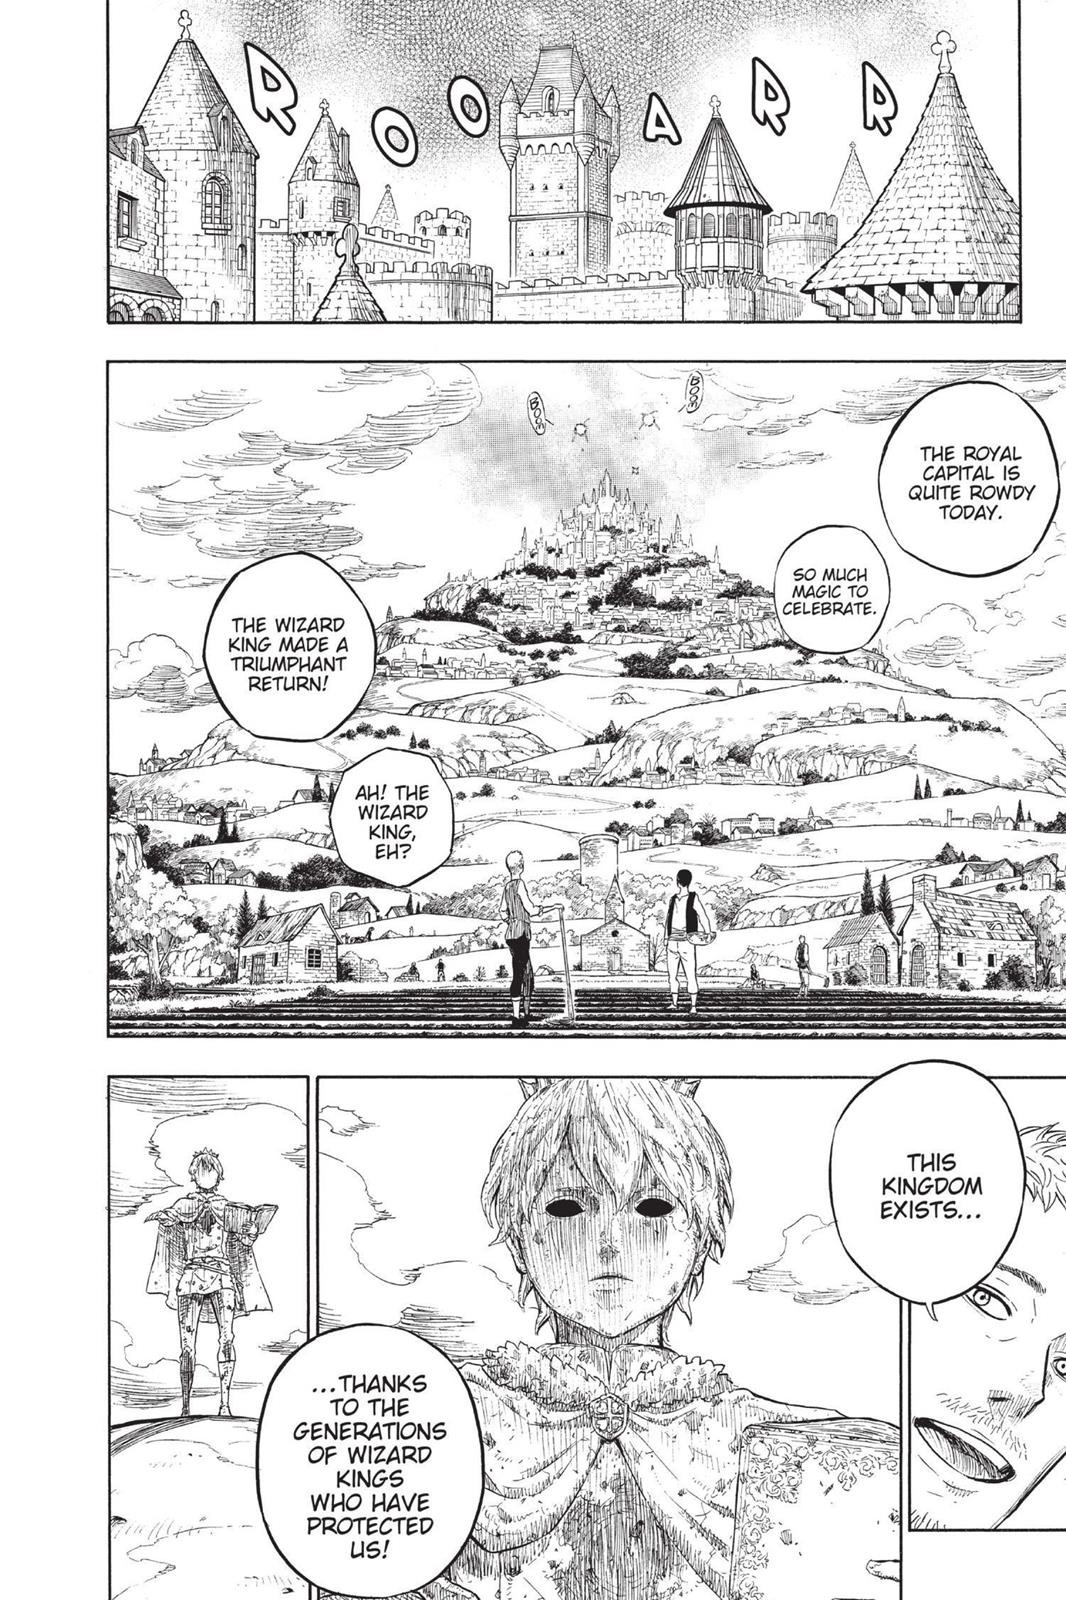 ROOARR
BOOM
BOOM
THE ROYAL
CAPITAL IS
QUITE ROWDY
TODAY.
SO MUCH
MAGIC TO
CELEBRATE.
THE WIZARD
KING MADE A
TRIUMPHANT
RETURN!
AH! THE
WIZARD
KING,
EH?
THIS
KINGDOM
EXISTS...
...THANKS
TO THE
GENERATIONS
OF WIZARD
KINGS
WHO HAVE
PROTECTED
US!